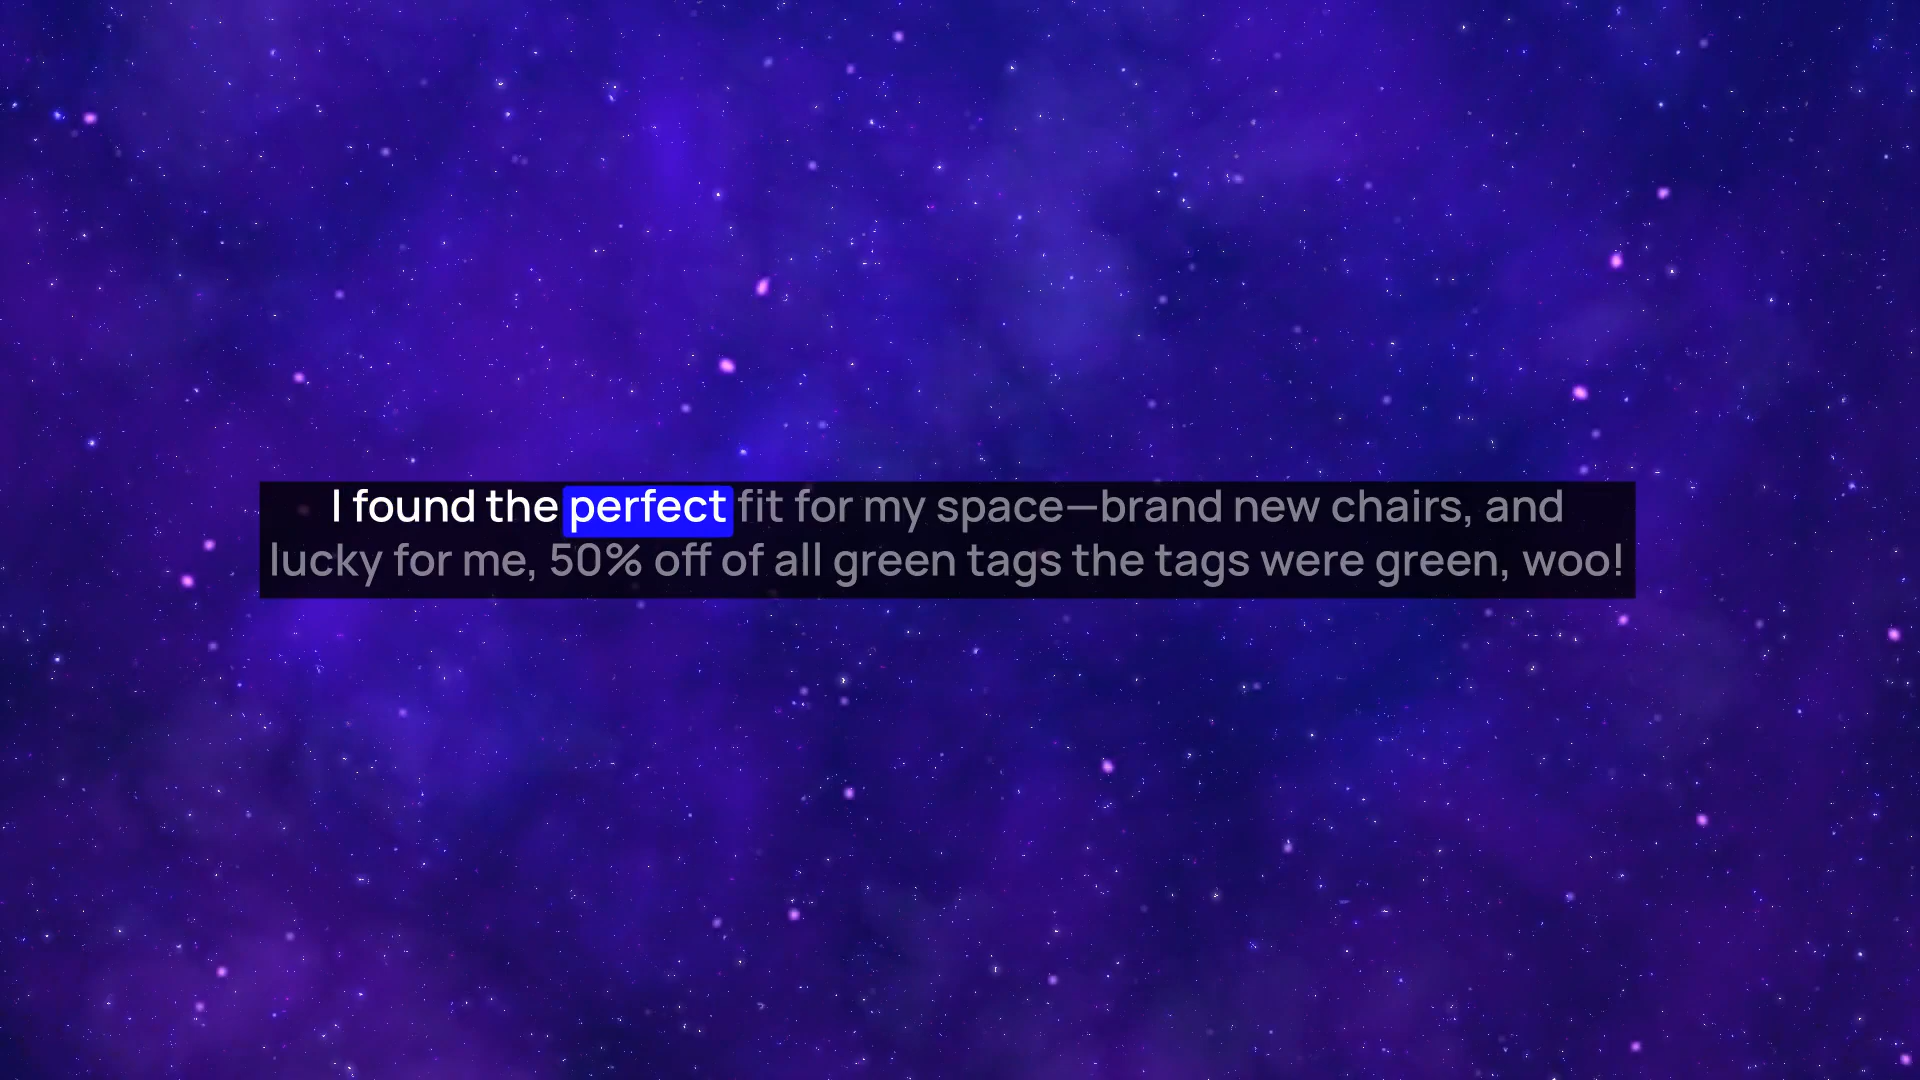 I found the perfect fit for my space—brand new chairs, and
lucky for me, 50% off of all green tags the tags were green, woo!